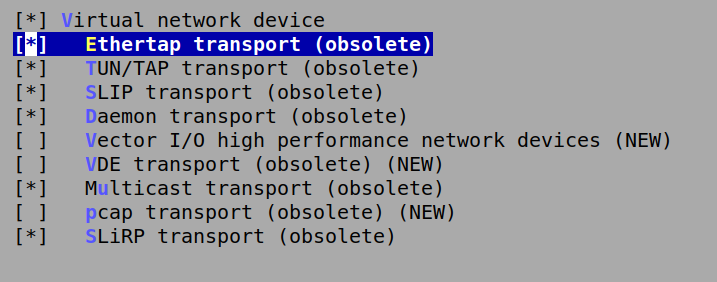 [*] Virtual network device
[*]   Ethertap transport (obsolete)
[*]   TUN/TAP transport (obsolete)
[*]   SLIP transport (obsolete)
[*]   Daemon transport (obsolete)
[ ]   Vector I/O high performance network devices (NEW)
[ ]   VDE transport (obsolete) (NEW)
[*]   Multicast transport (obsolete)
[ ]   pcap transport (obsolete) (NEW)
[*]   SLiRP transport (obsolete)